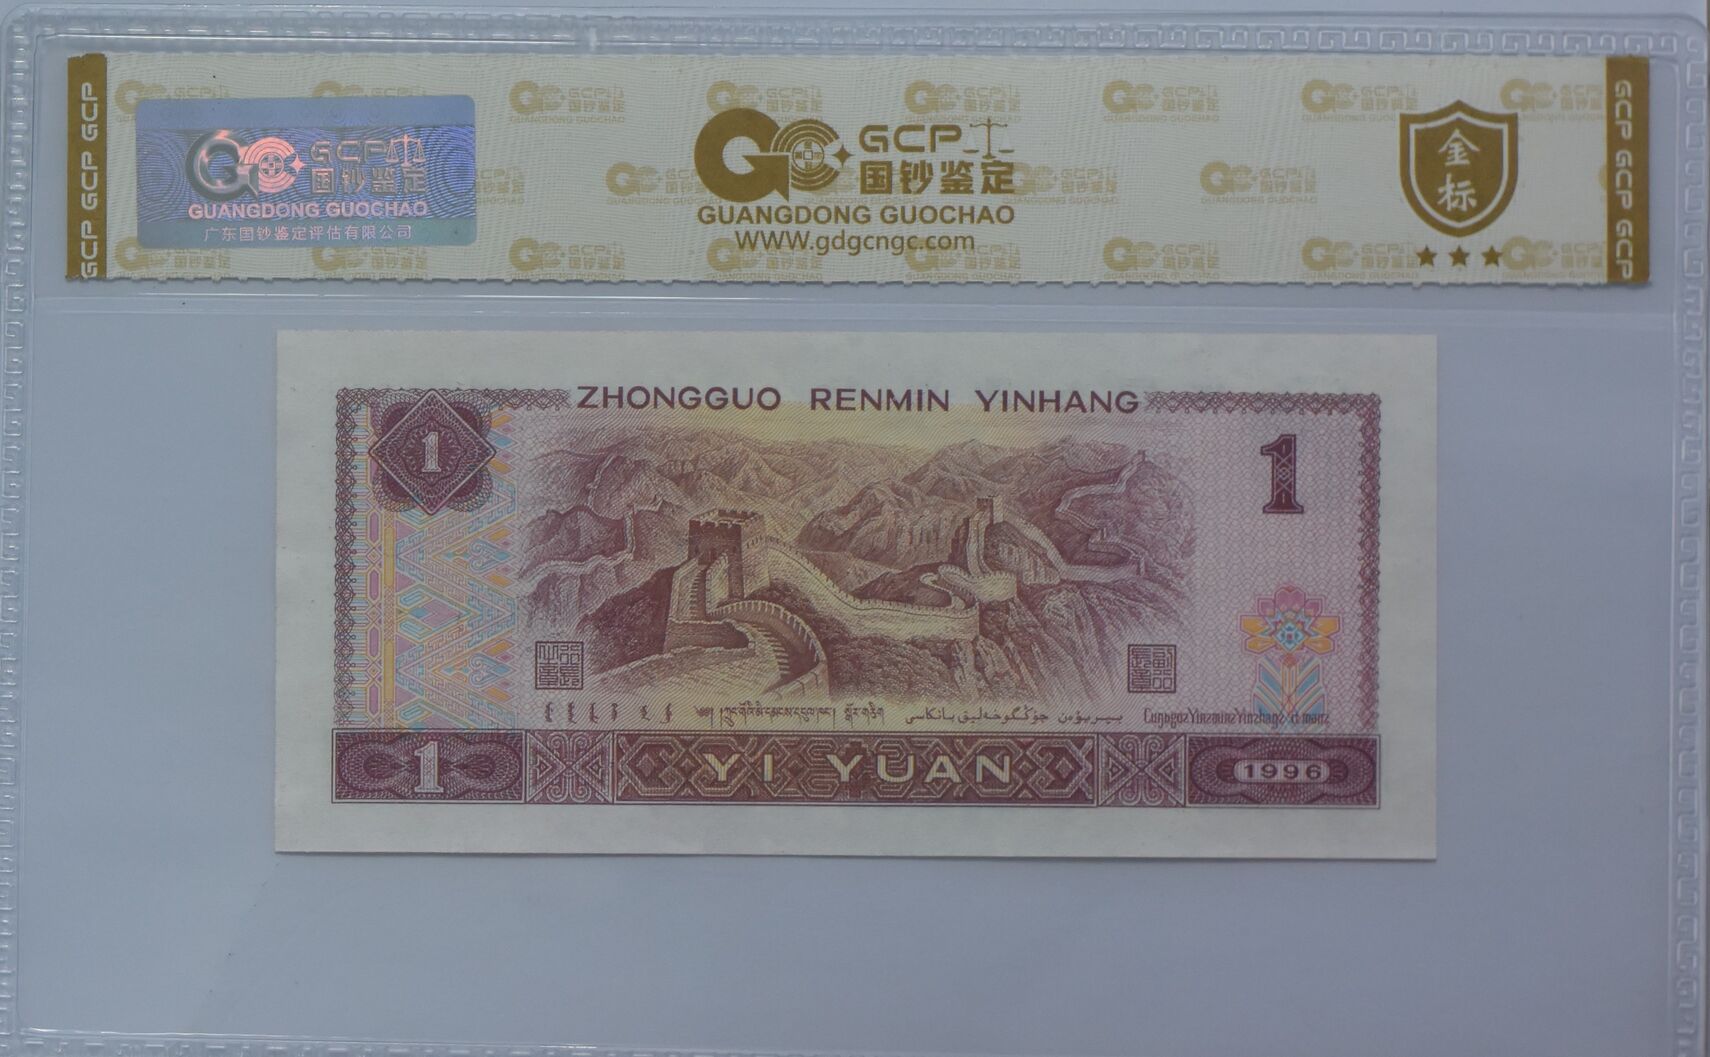 GCP GCP GCP
GCP
国钞鉴定
GUANGDONG GUOCHAO
广东国钞鉴定评估有限公司
GCP
国钞鉴定
GUANGDONG GUOCHAO
WWW.gdgcngc.com
金
标
GCP GCP GCP GCP
ZHONGGUO RENMIN YINHANG
1
1
1
YI YUAN
1996